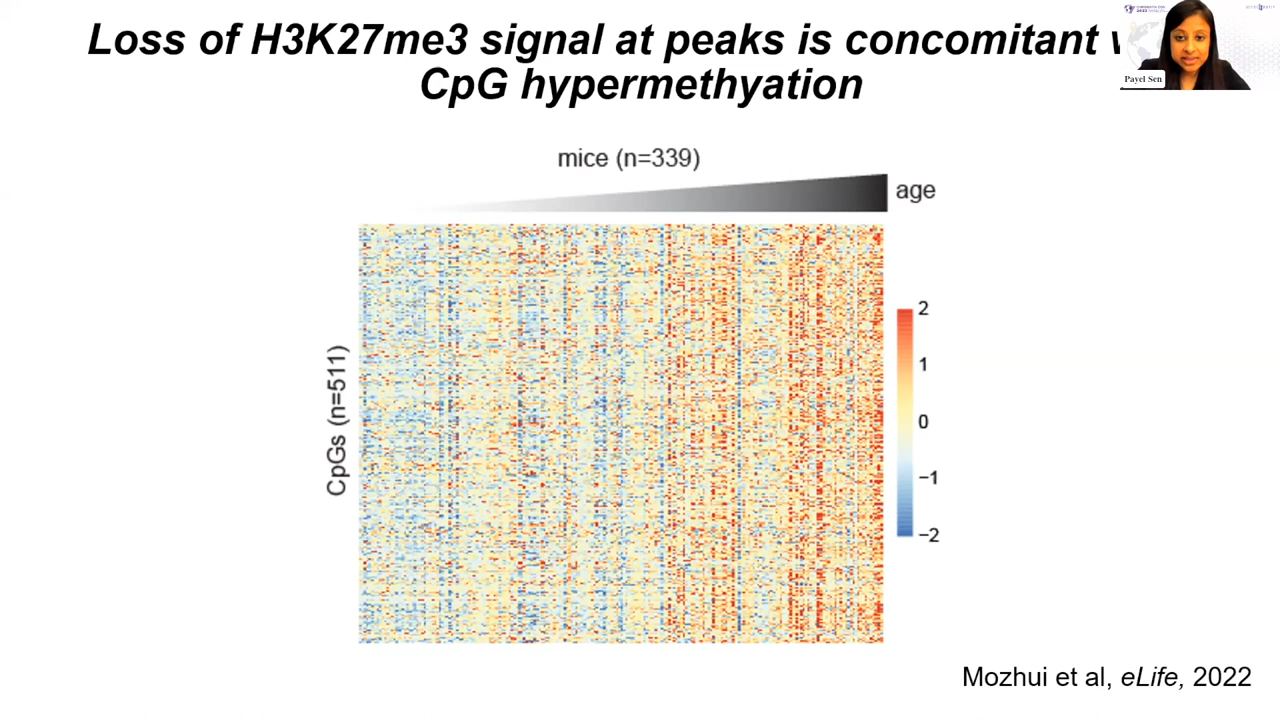 Loss of H3K27me3 signal at peaks is concomitant
CpG hypermethyation
Payel Sen
mice (n=339)
age
CpGs (n=511)
2
1
0
−1
−2
Mozhui et al, eLife, 2022